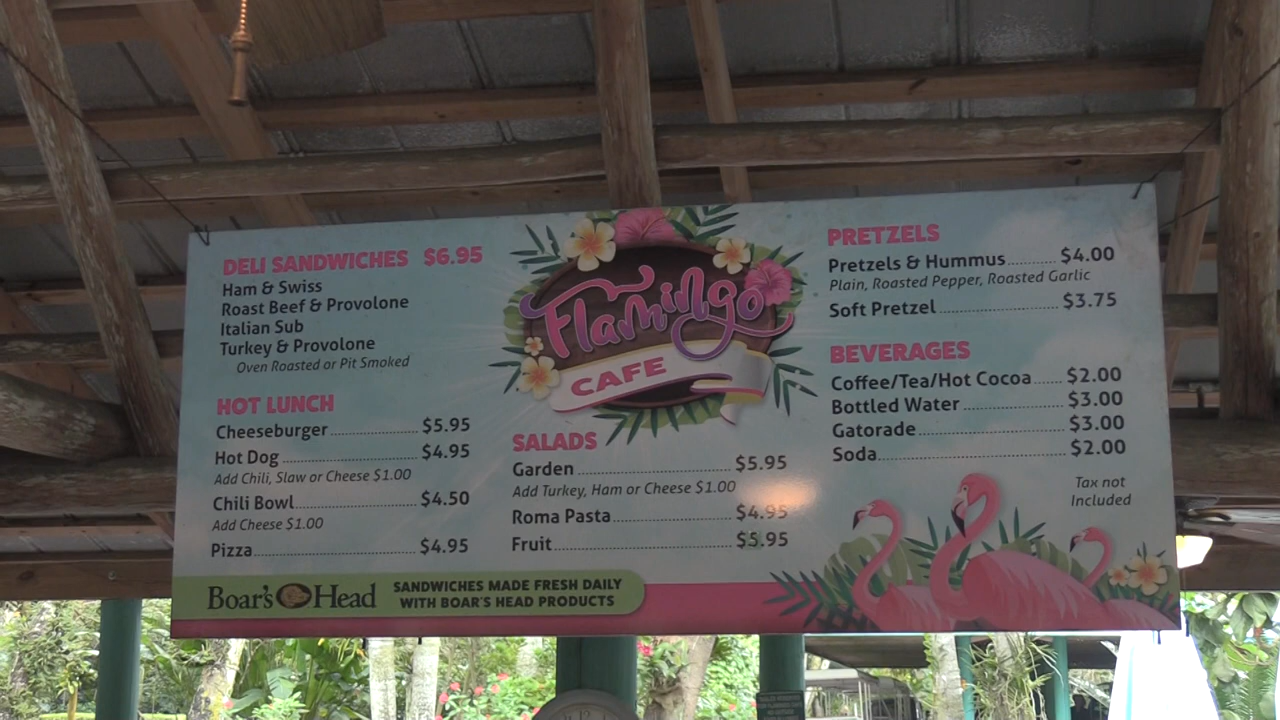 DELI SANDWICHES $6.95
Ham & Swiss
Roast Beef & Provolone
Italian Sub
Turkey & Provolone
Oven Roasted or Pit Smoked
HOT LUNCH
Cheeseburger $5.95
Hot Dog $4.95
Add Chili, Slaw or Cheese $1.00
Chili Bowl $4.50
Add Cheese $1.00
Pizza $4.95
Flamingo
CAFE
SALADS
Garden $5.95
Add Turkey, Ham or Cheese $1.00
Roma Pasta $4.95
Fruit $5.95
PRETZELS
Pretzels & Hummus $4.00
Plain, Roasted Pepper, Roasted Garlic
Soft Pretzel $3.75
BEVERAGES
Coffee/Tea/Hot Cocoa $2.00
Bottled Water $3.00
Gatorade $3.00
Soda $2.00
Tax not
Included
Boar's Head
SANDWICHES MADE FRESH DAILY
WITH BOAR'S HEAD PRODUCTS